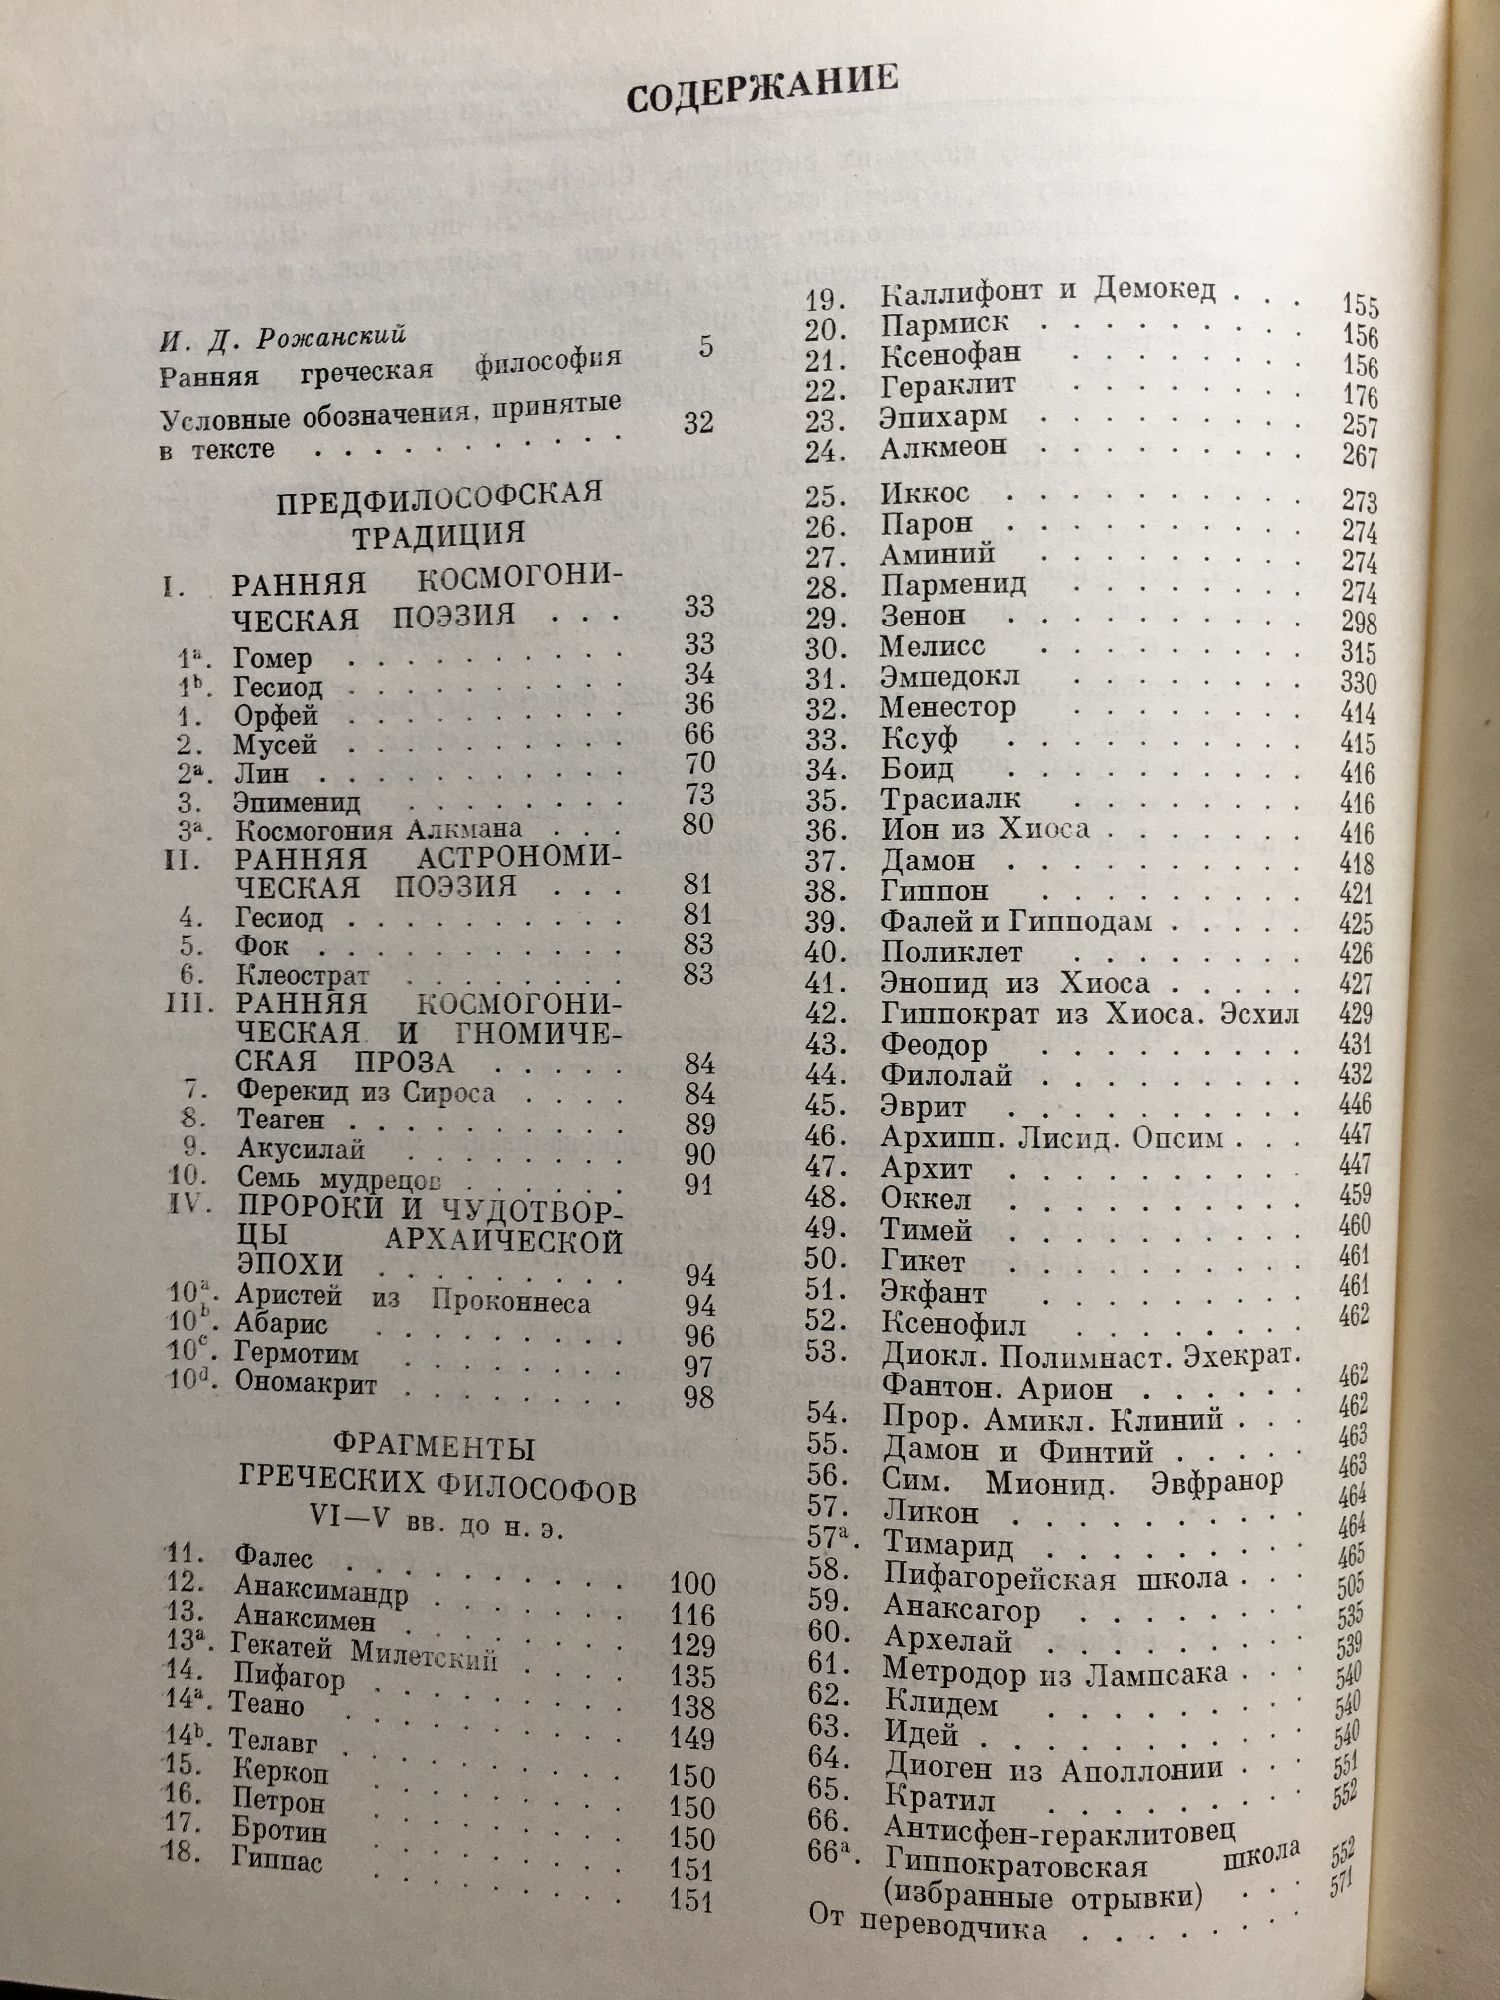 СОДЕРЖАНИЕ
И. Д. Рожанский
Ранняя греческая философия 5
Условные обозначения, принятые
в тексте . . . . . . . . . . 32
ПРЕДФИЛОСОФСКАЯ
ТРАДИЦИЯ
I. РАННЯЯ КОСМОГОНИ-
ЧЕСКАЯ ПОЭЗИЯ . . . 33
1a. Гомер . . . . . . . . . 33
1b. Гесиод . . . . . . . . . 34
1. Орфей . . . . . . . . . 36
2. Мусей . . . . . . . . . 66
2a. Лин . . . . . . . . . . 70
3. Эпименид . . . . . . . 73
3a. Космогония Алкмана . . . 80
II. РАННЯЯ АСТРОНОМИ-
ЧЕСКАЯ ПОЭЗИЯ . . . 81
4. Гесиод . . . . . . . . . 81
5. Фок . . . . . . . . . . 83
6. Клеострат . . . . . . . 83
III. РАННЯЯ КОСМОГОНИ-
ЧЕСКАЯ И ГНОМИЧЕ-
СКАЯ ПРОЗА . . . . . 84
7. Ферекид из Сироса . . . . 84
8. Теаген . . . . . . . . . 89
9. Акусилай . . . . . . . 90
10. Семь мудрецов . . . . . . 91
IV. ПРОРОКИ И ЧУДОТВОР-
ЦЫ АРХАИЧЕСКОЙ
ЭПОХИ . . . . . . . . 94
10a. Аристей из Проконнеса 94
10b. Абарис . . . . . . . . 96
10c. Гермотим . . . . . . . 97
10d. Ономакрит . . . . . . . 98
ФРАГМЕНТЫ
ГРЕЧЕСКИХ ФИЛОСОФОВ
VI—V вв. до н. э.
11. Фалес . . . . . . . . . 100
12. Анаксимандр . . . . . . 116
13. Анаксимен . . . . . . . 129
13a. Гекатей Милетский . . . . 135
14. Пифагор . . . . . . . . 138
14a. Теано . . . . . . . . . 149
14b. Телавг . . . . . . . . . 150
15. Керкоп . . . . . . . . 150
16. Петрон . . . . . . . . 150
17. Бротин . . . . . . . . 151
18. Гиппас . . . . . . . . 151
19. Каллифонт и Демокед . . . 155
20. Пармиск . . . . . . . . . 156
21. Ксенофан . . . . . . . . 156
22. Гераклит . . . . . . . . 176
23. Эпихарм . . . . . . . . . 257
24. Алкмеон . . . . . . . . . 267
25. Иккос . . . . . . . . . . 273
26. Парон . . . . . . . . . . 274
27. Аминий . . . . . . . . . 274
28. Парменид . . . . . . . . 274
29. Зенон . . . . . . . . . . 298
30. Мелисс . . . . . . . . . 315
31. Эмпедокл . . . . . . . . 330
32. Менестор . . . . . . . . 414
33. Ксуф . . . . . . . . . . 415
34. Боид . . . . . . . . . . 416
35. Трасиалк . . . . . . . . 416
36. Ион из Хиоса . . . . . . . 416
37. Дамон . . . . . . . . . . 418
38. Гиппон . . . . . . . . . 421
39. Фалей и Гипподам . . . . . 425
40. Поликлет . . . . . . . . 426
41. Энопид из Хиоса . . . . . 427
42. Гиппократ из Хиоса. Эсхил 429
43. Феодор . . . . . . . . . 431
44. Филолай . . . . . . . . . 432
45. Эврит . . . . . . . . . . 446
46. Архипп. Лисид. Опсим . . . 447
47. Архит . . . . . . . . . . 447
48. Оккел . . . . . . . . . . 459
49. Тимей . . . . . . . . . . 460
50. Гикет . . . . . . . . . . 461
51. Экфант . . . . . . . . . 461
52. Ксенофил . . . . . . . . 462
53. Диокл. Полимнаст. Эхекрат.
Фантон. Арион . . . . . . 462
54. Прор. Амикл. Клиний . . . 462
55. Дамон и Финтий . . . . . 463
56. Сим. Мионид. Эвфранор 463
57. Ликон . . . . . . . . . . 464
57a. Тимарид . . . . . . . . . 464
58. Пифагорейская школа . . . 465
59. Анаксагор . . . . . . . . 505
60. Архелай . . . . . . . . . 535
61. Метродор из Лампсака . . . 539
62. Клидем . . . . . . . . . 540
63. Идей . . . . . . . . . . 540
64. Диоген из Аполлонии . . . 540
65. Кратил . . . . . . . . . 551
66. Антисфен-гераклитовец 552
66a. Гиппократовская школа
(избранные отрывки) . . . 552
От переводчика . . . . . . . 571